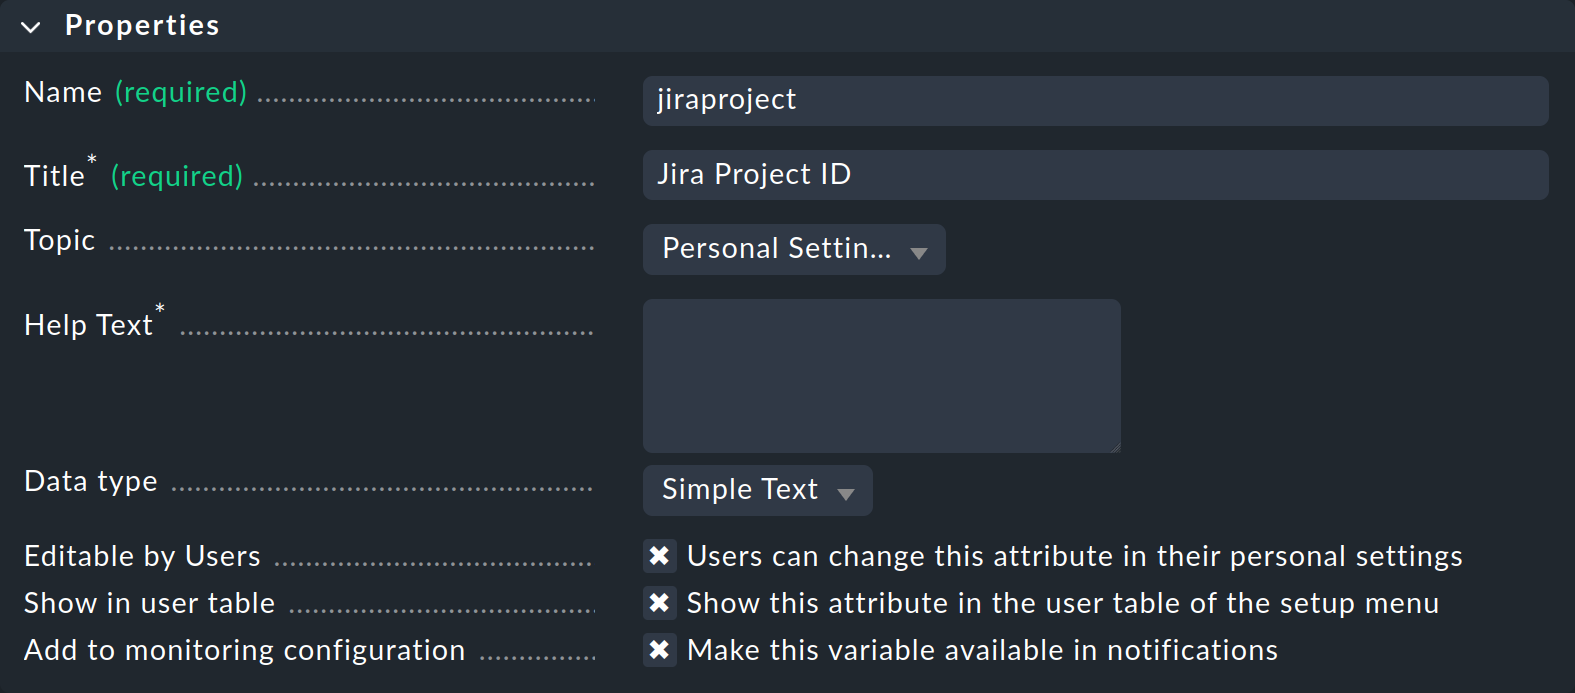 Properties
Name (required) jiraproject
Title* (required) Jira Project ID
Topic Personal Settin...
Help Text*
Data type Simple Text
Editable by Users Users can change this attribute in their personal settings
Show in user table Show this attribute in the user table of the setup menu
Add to monitoring configuration Make this variable available in notifications